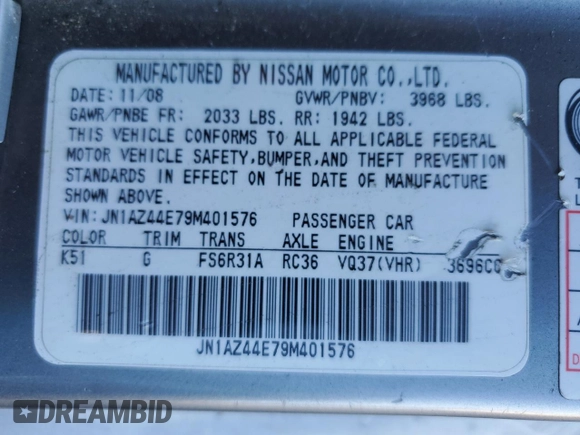 MANUFACTURED BY NISSAN MOTOR CO.,LTD.
DATE: 11/08 GVWR/PNBV: 3968 LBS.
GAWR/PNBE FR: 2033 LBS. RR: 1942 LBS.
THIS VEHICLE CONFORMS TO ALL APPLICABLE FEDERAL
MOTOR VEHICLE SAFETY, BUMPER, AND THEFT PREVENTION
STANDARDS IN EFFECT ON THE DATE OF MANUFACTURE
SHOWN ABOVE.
VIN: JN1AZ44E79M401576 PASSENGER CAR
COLOR TRIM TRANS AXLE ENGINE
K51 G FS6R31A RC36 VQ37(VHR) 3696CC
JN1AZ44E79M401576
DREAMBID